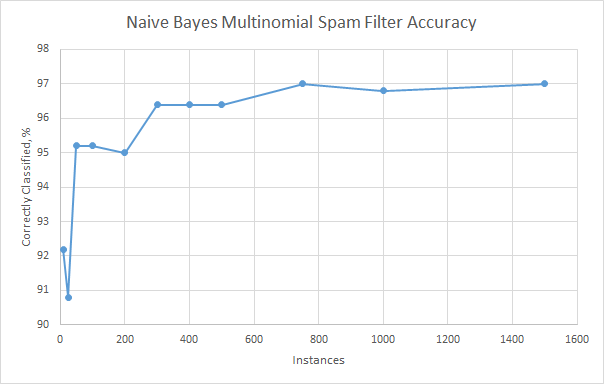 Naive Bayes Multinomial Spam Filter Accuracy
98
97
96
95
94
93
92
91
90
Correctly Classified, %
0 200 400 600 800 1000 1200 1400 1600
Instances